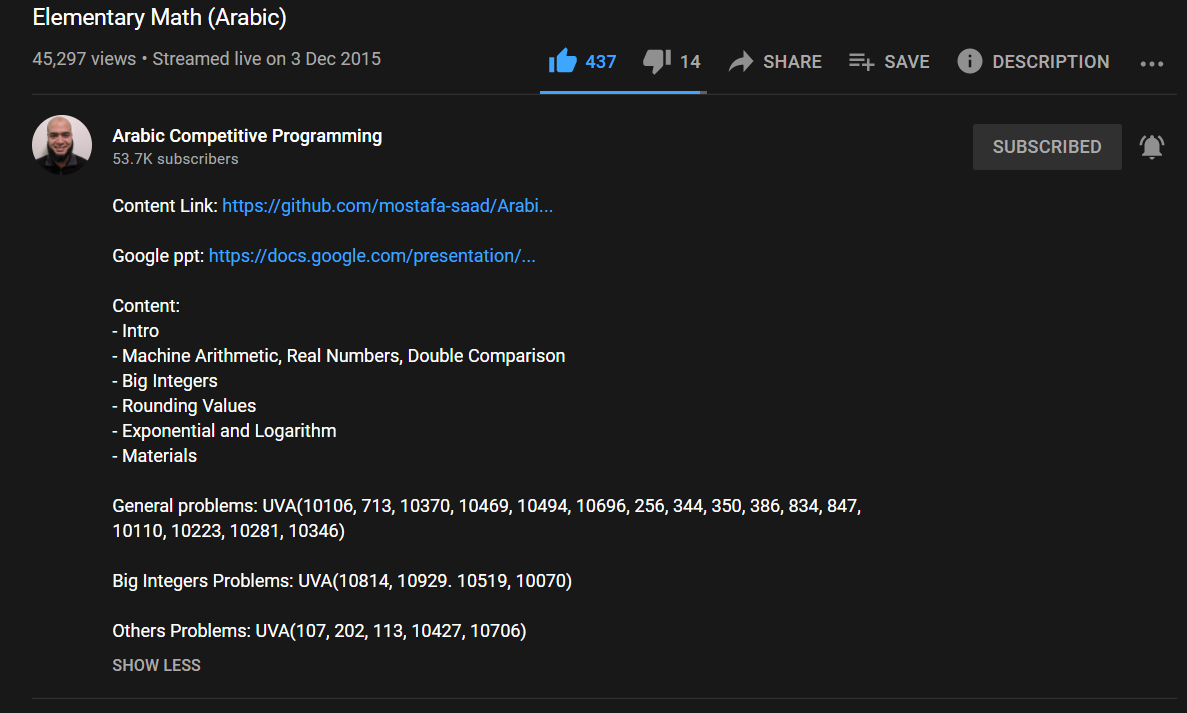 Elementary Math (Arabic)
45,297 views • Streamed live on 3 Dec 2015
437
14
SHARE
SAVE
DESCRIPTION
Arabic Competitive Programming
53.7K subscribers
SUBSCRIBED
Content Link: https://github.com/mostafa-saad/Arabi...
Google ppt: https://docs.google.com/presentation/...
Content:
- Intro
- Machine Arithmetic, Real Numbers, Double Comparison
- Big Integers
- Rounding Values
- Exponential and Logarithm
- Materials
General problems: UVA(10106, 713, 10370, 10469, 10494, 10696, 256, 344, 350, 386, 834, 847,
10110, 10223, 10281, 10346)
Big Integers Problems: UVA(10814, 10929. 10519, 10070)
Others Problems: UVA(107, 202, 113, 10427, 10706)
SHOW LESS